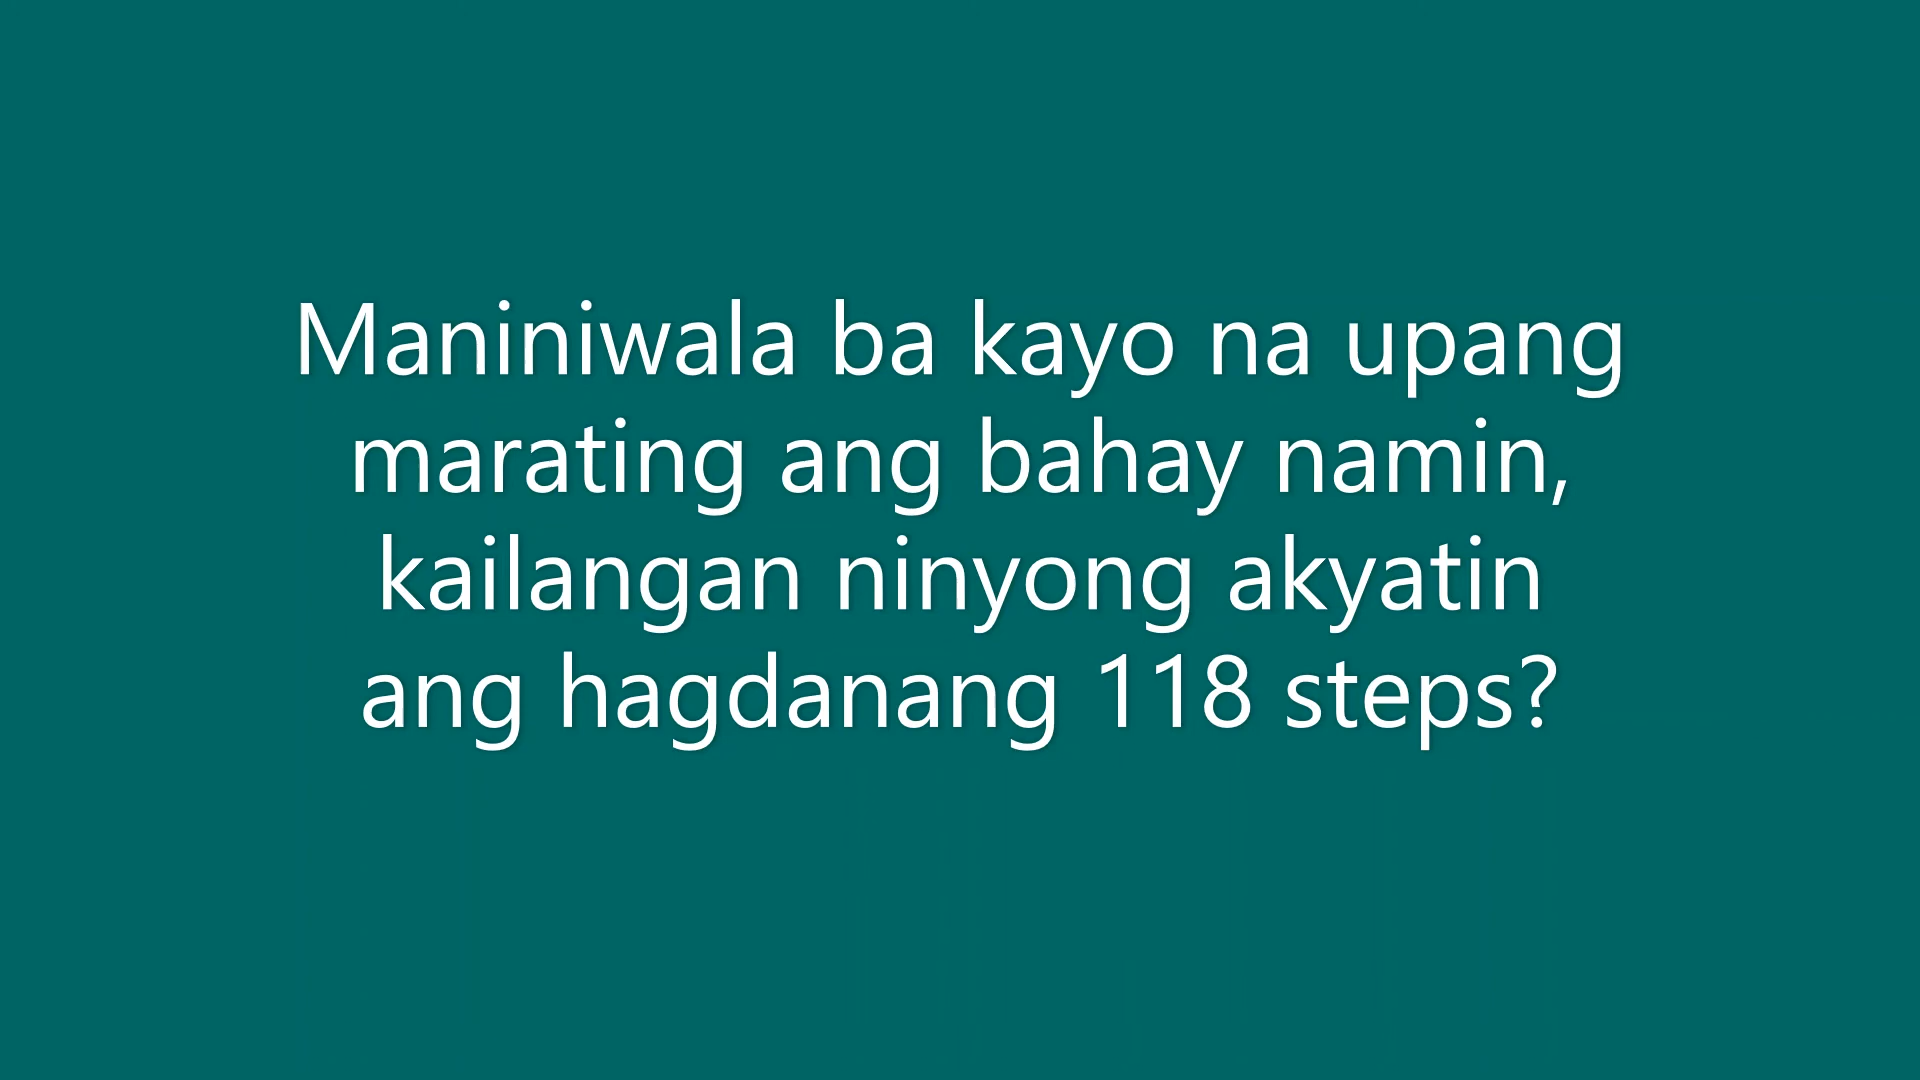 Maniniwala ba kayo na upang
marating ang bahay namin,
kailangan ninyong akyatin
ang hagdanang 118 steps?